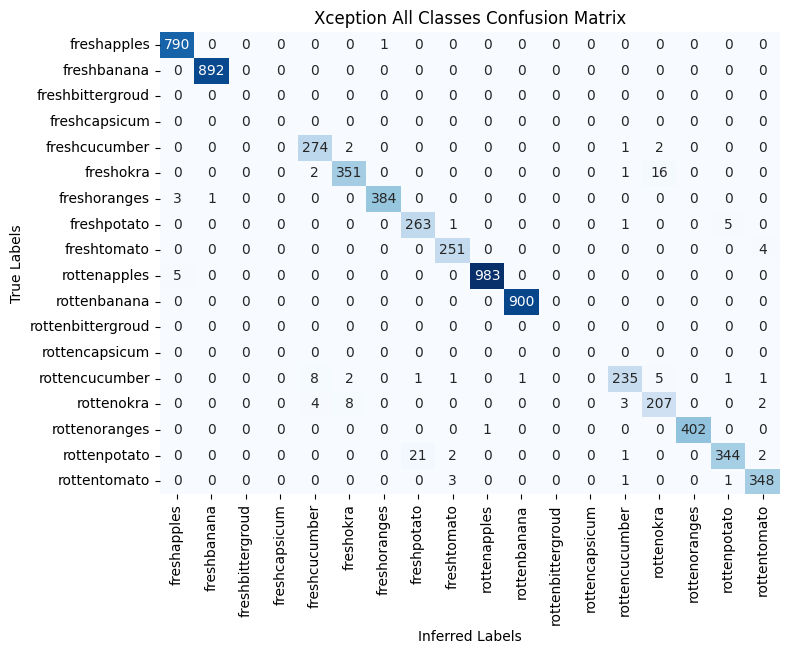 Xception All Classes Confusion Matrix
freshapples 790 0 0 0 0 0 1 0 0 0 0 0 0 0 0 0 0 0
freshbanana 0 892 0 0 0 0 0 0 0 0 0 0 0 0 0 0 0 0
freshbittergroud 0 0 0 0 0 0 0 0 0 0 0 0 0 0 0 0 0 0
freshcapsicum 0 0 0 0 0 0 0 0 0 0 0 0 0 0 0 0 0 0
freshcucumber 0 0 0 0 274 2 0 0 0 0 0 0 0 1 2 0 0 0
freshokra 0 0 0 0 2 351 0 0 0 0 0 0 0 1 16 0 0 0
freshoranges 3 1 0 0 0 0 384 0 0 0 0 0 0 0 0 0 0 0
freshpotato 0 0 0 0 0 0 0 263 1 0 0 0 0 1 0 0 5 0
freshtomato 0 0 0 0 0 0 0 0 251 0 0 0 0 0 0 0 0 4
rottenapples 5 0 0 0 0 0 0 0 0 983 0 0 0 0 0 0 0 0
rottenbanana 0 0 0 0 0 0 0 0 0 0 900 0 0 0 0 0 0 0
rottenbittergroud 0 0 0 0 0 0 0 0 0 0 0 0 0 0 0 0 0 0
rottencapsicum 0 0 0 0 0 0 0 0 0 0 0 0 0 0 0 0 0 0
rottencucumber 0 0 0 0 8 2 0 1 1 0 1 0 0 235 5 0 1 1
rottenokra 0 0 0 0 4 8 0 0 0 0 0 0 0 3 207 0 0 2
rottenoranges 0 0 0 0 0 0 0 0 0 1 0 0 0 0 0 402 0 0
rottenpotato 0 0 0 0 0 0 0 21 2 0 0 0 0 1 0 0 344 2
rottentomato 0 0 0 0 0 0 0 0 3 0 0 0 0 1 0 0 1 348
True Labels
freshapples
freshbanana
freshbittergroud
freshcapsicum
freshcucumber
freshokra
freshoranges
freshpotato
freshtomato
rottenapples
rottenbanana
rottenbittergroud
rottencapsicum
rottencucumber
rottenokra
rottenoranges
rottenpotato
rottentomato
Inferred Labels